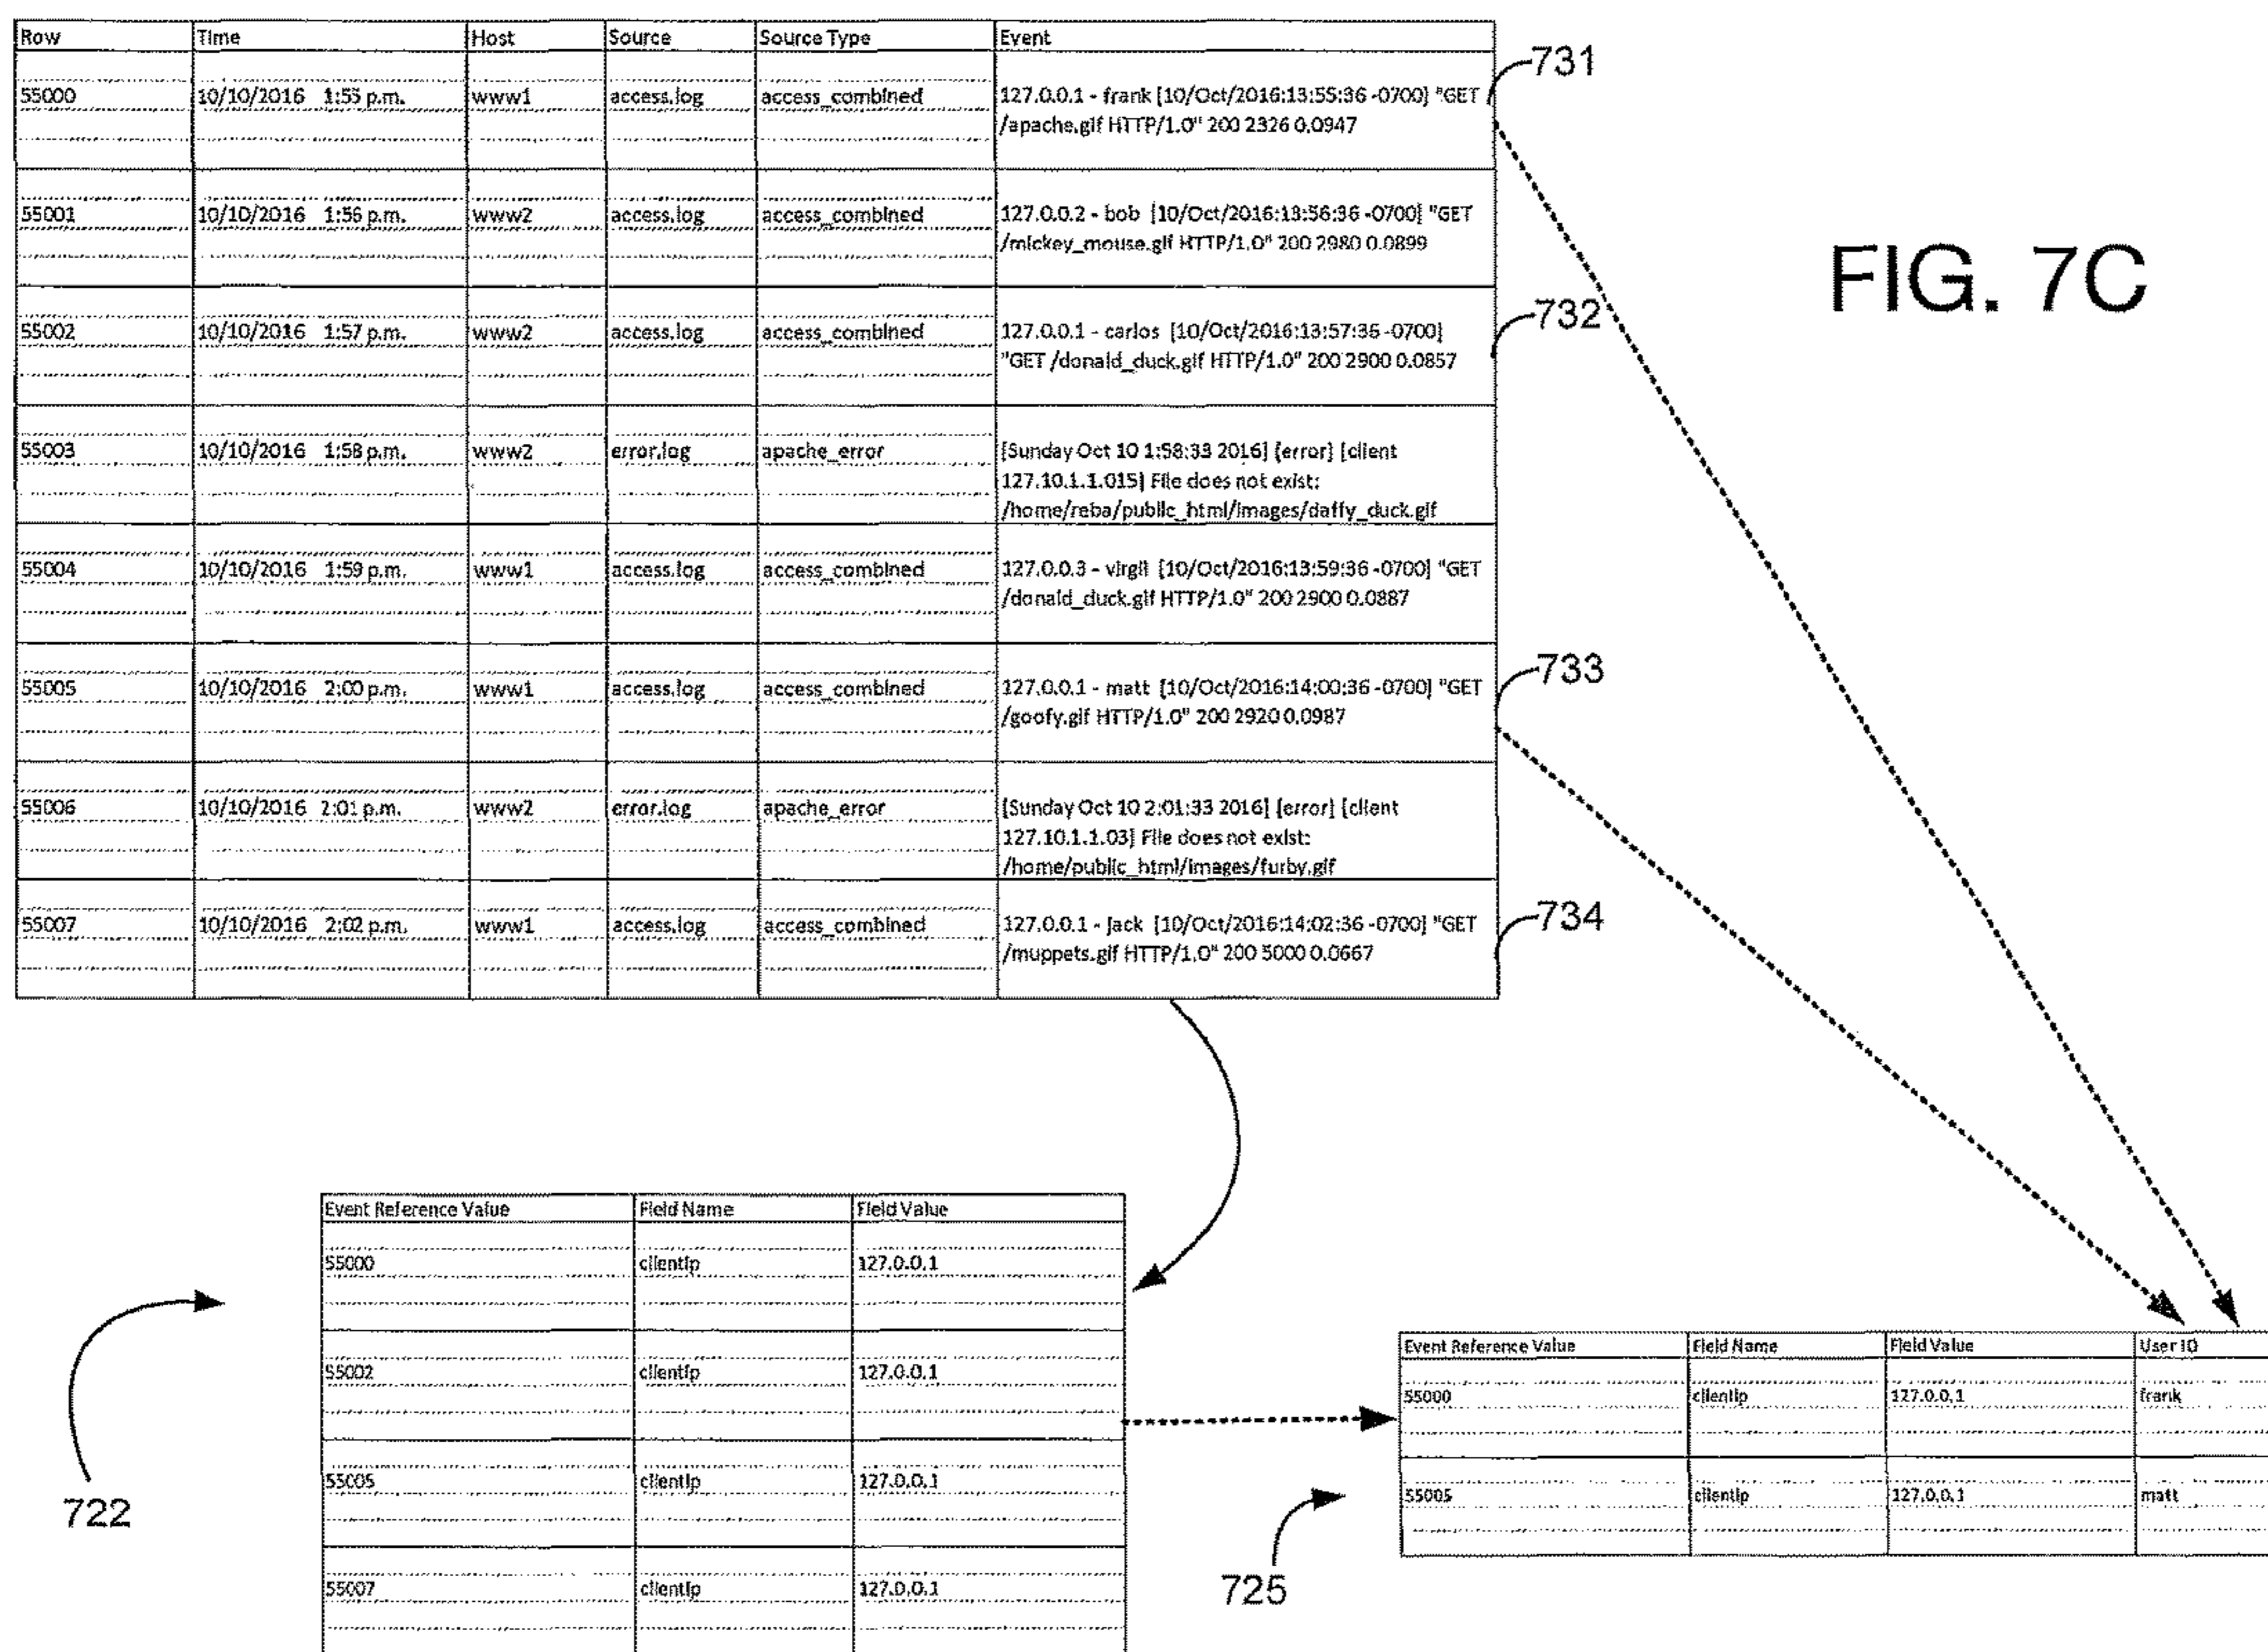 Row Time Host Source Source Type Event
731
55000 10/10/2016 1:55 p.m. www1 access.log access_combined 127.0.0.1 - frank [10/Oct/2016:13:55:36 -0700] "GET
/apache.gif HTTP/1.0" 200 2326 0.0947
55001 10/10/2016 1:56 p.m. www2 access.log access_combined 127.0.0.2 - bob [10/Oct/2016:13:56:36 -0700] "GET
/mickey_mouse.gif HTTP/1.0" 200 2980 0.0899
FIG. 7C
732
55002 10/10/2016 1:57 p.m. www2 access.log access_combined 127.0.0.1 - carlos [10/Oct/2016:13:57:36 -0700]
"GET /donald_duck.gif HTTP/1.0" 200 2900 0.0857
55003 10/10/2016 1:58 p.m. www2 error.log apache_error [Sunday Oct 10 1:58:33 2016] [error] [client
127.10.1.1.015] File does not exist:
/home/reba/public_html/images/daffy_duck.gif
55004 10/10/2016 1:59 p.m. www1 access.log access_combined 127.0.0.3 - virgil [10/Oct/2016:13:59:36 -0700] "GET
/donald_duck.gif HTTP/1.0" 200 2900 0.0887
733
55005 10/10/2016 2:00 p.m. www1 access.log access_combined 127.0.0.1 - matt [10/Oct/2016:14:00:36 -0700] "GET
/goofy.gif HTTP/1.0" 200 2920 0.0987
55006 10/10/2016 2:01 p.m. www2 error.log apache_error [Sunday Oct 10 2:01:33 2016] [error] [client
127.10.1.1.03] File does not exist:
/home/public_html/images/furby.gif
734
55007 10/10/2016 2:02 p.m. www1 access.log access_combined 127.0.0.1 - jack [10/Oct/2016:14:02:36 -0700] "GET
/muppets.gif HTTP/1.0" 200 5000 0.0667
Event Reference Value Field Name Field Value
55000 clientip 127.0.0.1
55002 clientip 127.0.0.1
55005 clientip 127.0.0.1
55007 clientip 127.0.0.1
722
Event Reference Value Field Name Field Value User ID
55000 clientip 127.0.0.1 frank
55005 clientip 127.0.0.1 matt
725